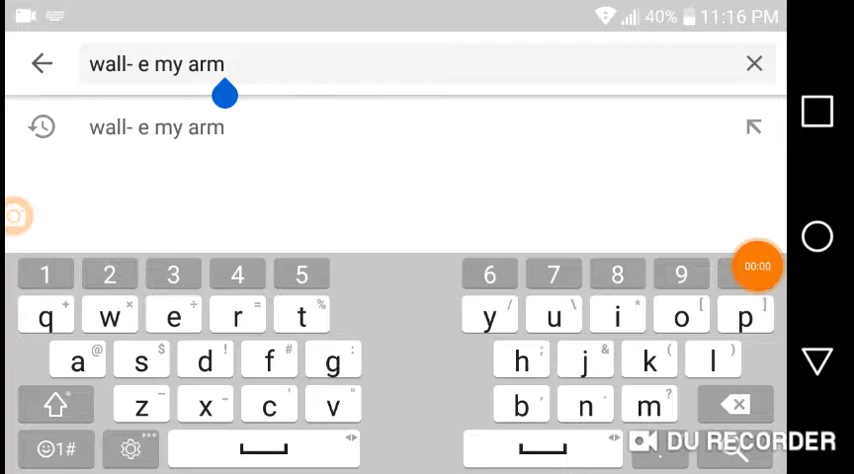 40% 11:16 PM
wall- e my arm
wall- e my arm
00:00
1 2 3 4 5 6 7 8 9
q + w × e ÷ r = t % y / u \ i * o [ p ]
a @ s $ d ! f # g : h ; j & k ( l )
z x c ' v " b , n . m ?
☺1#
DU RECORDER